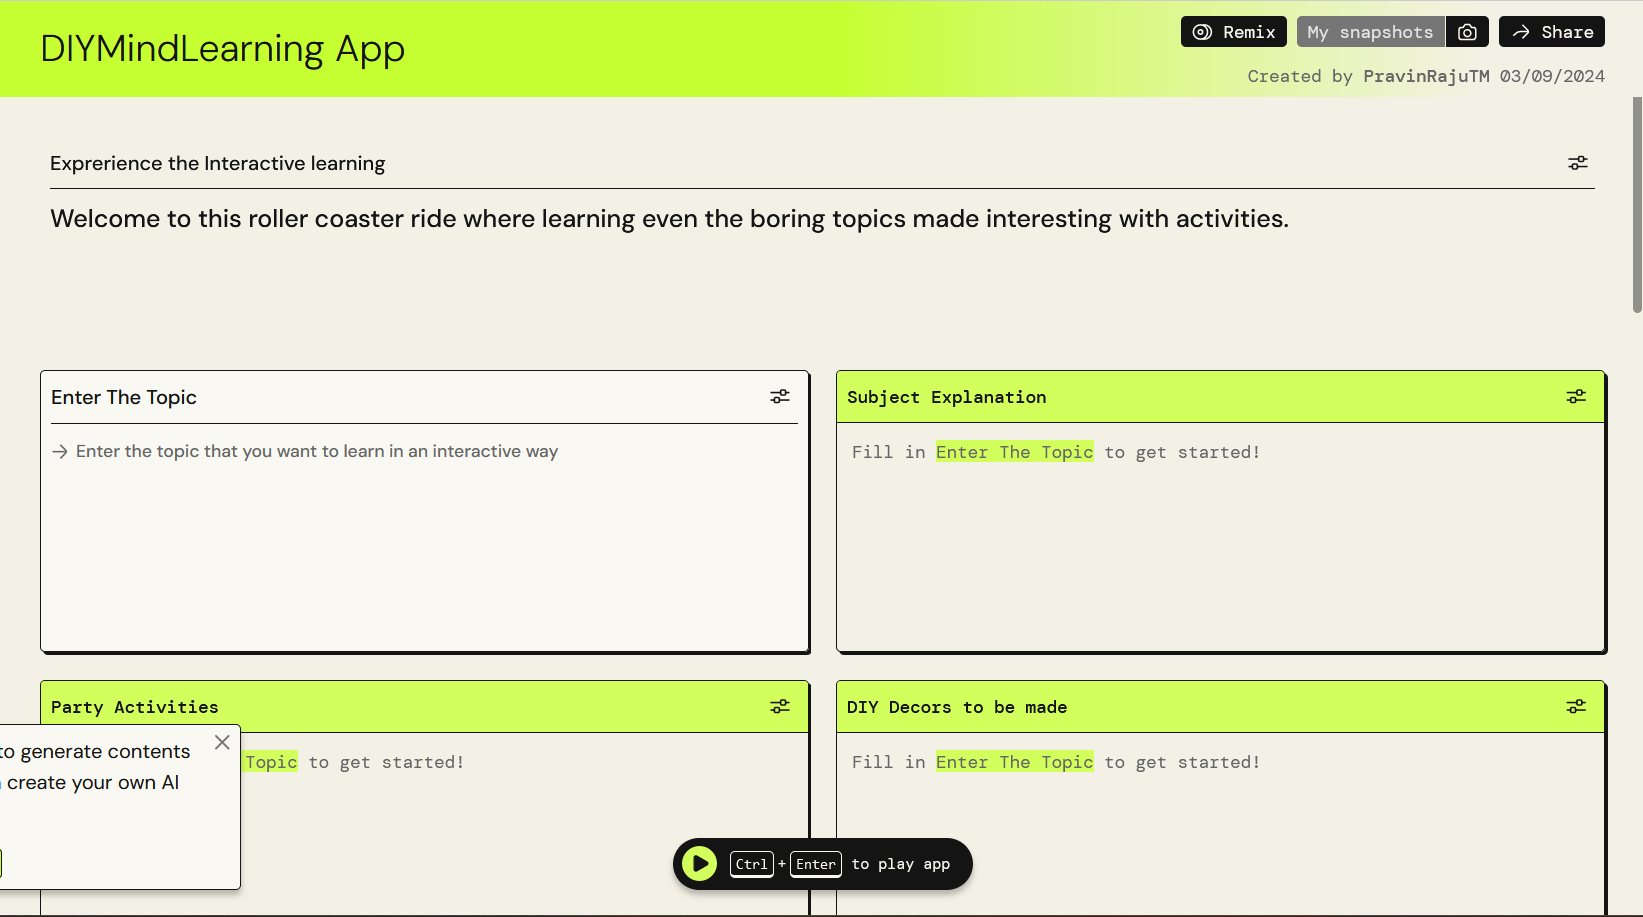 DIYMindLearning App
Remix
My snapshots
Share
Created by PravinRajuTM 03/09/2024
Exprerience the Interactive learning
Welcome to this roller coaster ride where learning even the boring topics made interesting with activities.
Enter The Topic
Enter the topic that you want to learn in an interactive way
Subject Explanation
Fill in Enter The Topic to get started!
Party Activities
Topic to get started!
DIY Decors to be made
Fill in Enter The Topic to get started!
to generate contents
create your own AI
Ctrl + Enter to play app